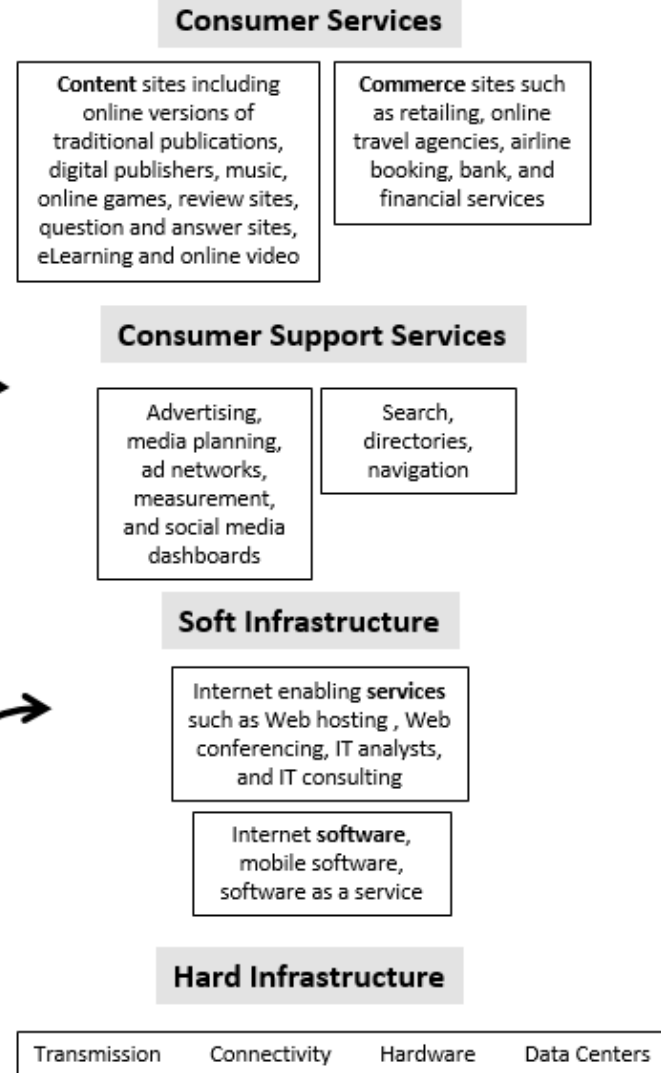 Consumer Services
Content sites including
online versions of
traditional publications,
digital publishers, music,
online games, review sites,
question and answer sites,
eLearning and online video
Commerce sites such
as retailing, online
travel agencies, airline
booking, bank, and
financial services
Consumer Support Services
Advertising,
media planning,
ad networks,
measurement,
and social media
dashboards
Search,
directories,
navigation
Soft Infrastructure
Internet enabling services
such as Web hosting , Web
conferencing, IT analysts,
and IT consulting
Internet software,
mobile software,
software as a service
Hard Infrastructure
Transmission Connectivity Hardware Data Centers